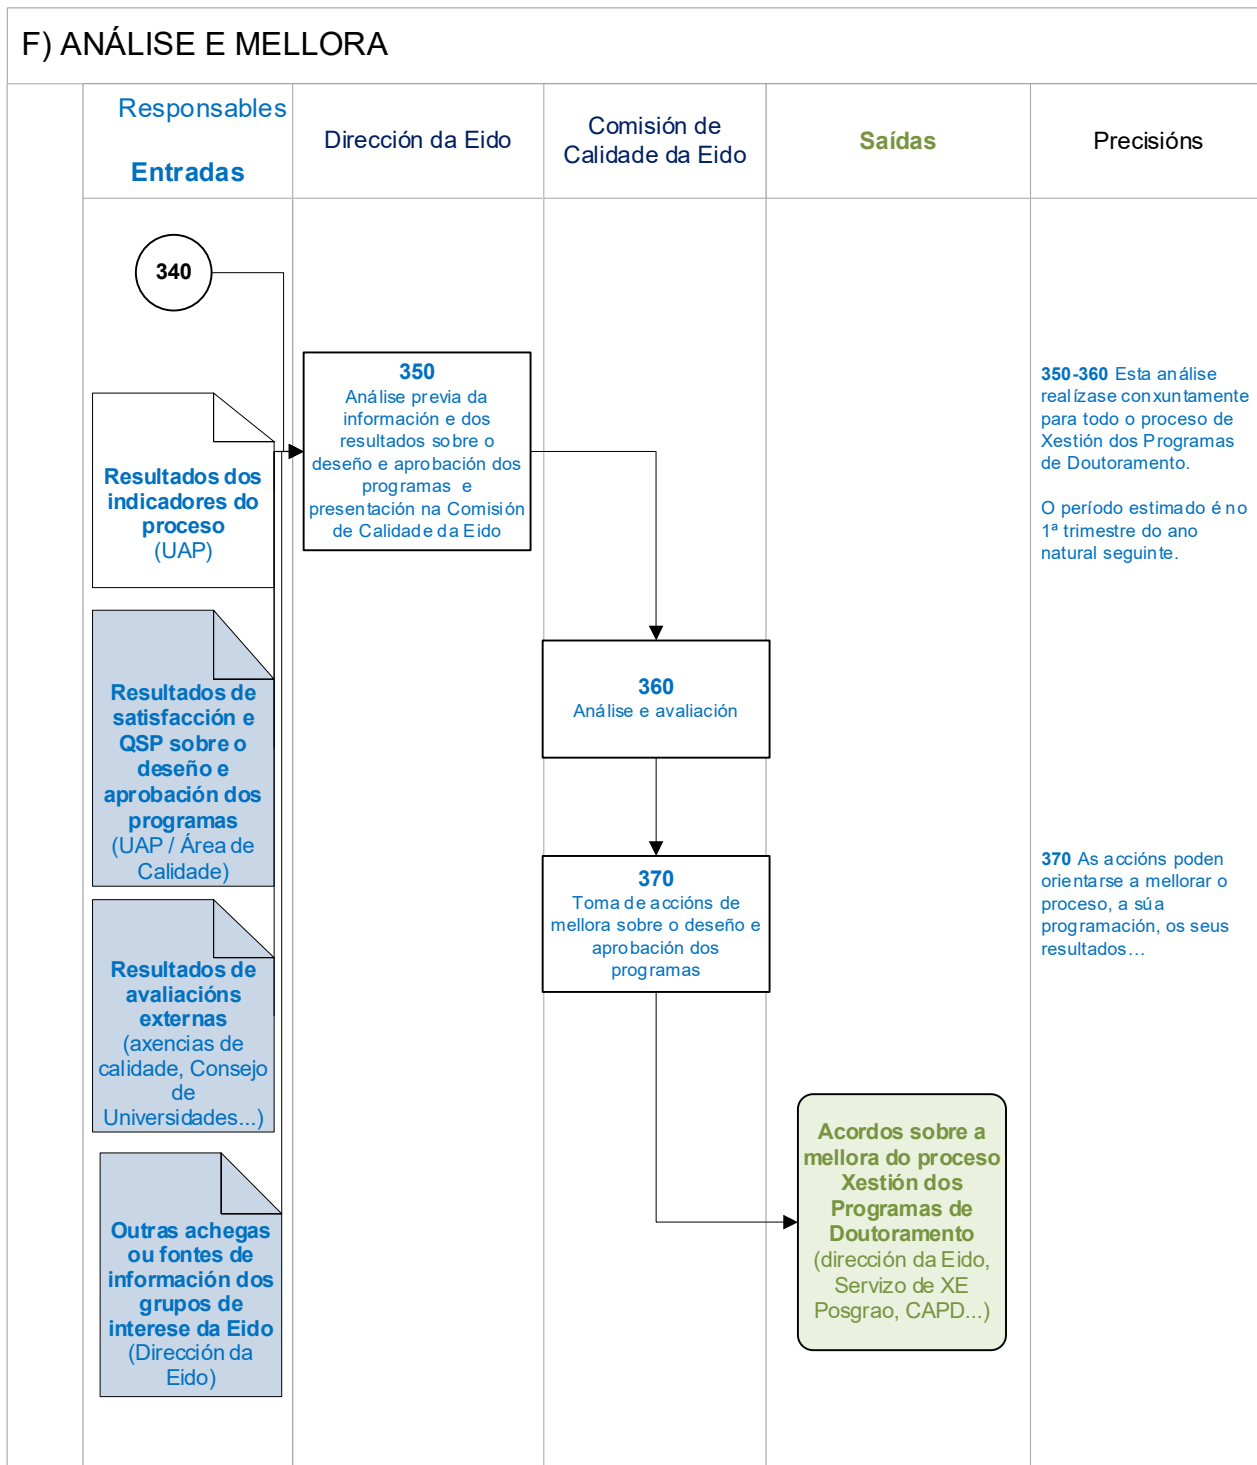 F) ANÁLISE E MELLORA
Responsables
Entradas
Dirección da Eido
Comisión de
Calidade da Eido
Saídas
Precisións
340
Resultados dos
indicadores do
proceso
(UAP)
Resultados de
satisfacción e
QSP sobre o
deseño e
aprobación dos
programas
(UAP / Área de
Calidade)
Resultados de
avaliacións
externas
(axencias de
calidade, Consejo
de
Universidades...)
Outras achegas
ou fontes de
información dos
grupos de
interese da Eido
(Dirección da
Eido)
350
Análise previa da
información e dos
resultados sobre o
deseño e aprobación dos
programas e
presentación na Comisión
de Calidade da Eido
360
Análise e avaliación
370
Toma de accións de
mellora sobre o deseño e
aprobación dos
programas
Acordos sobre a
mellora do proceso
Xestión dos
Programas de
Doutoramento
(dirección da Eido,
Servizo de XE
Posgrao, CAPD...)
350-360 Esta análise
realízase conxuntamente
para todo o proceso de
Xestión dos Programas
de Doutoramento.
O período estimado é no
1ª trimestre do ano
natural seguinte.
370 As accións poden
orientarse a mellorar o
proceso, a súa
programación, os seus
resultados…